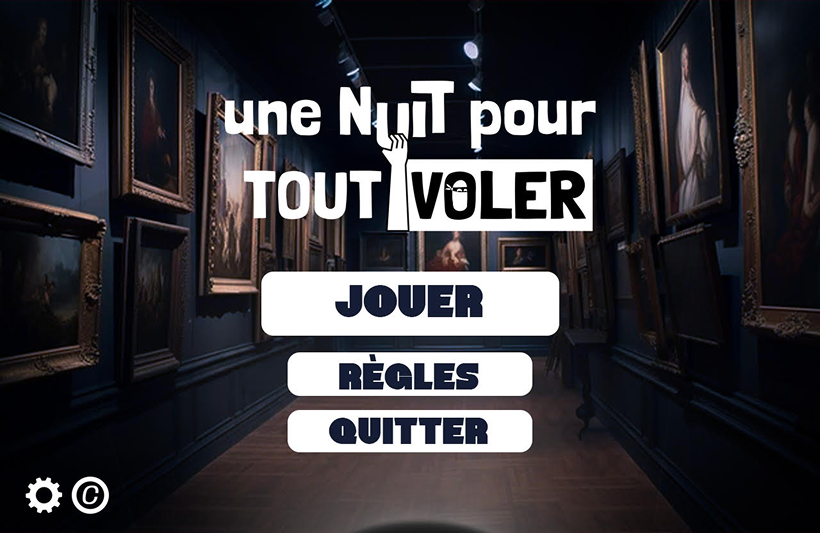 une NuiT pour
TOUT VOLER
JOUER
RÈGLES
QUITTER
©